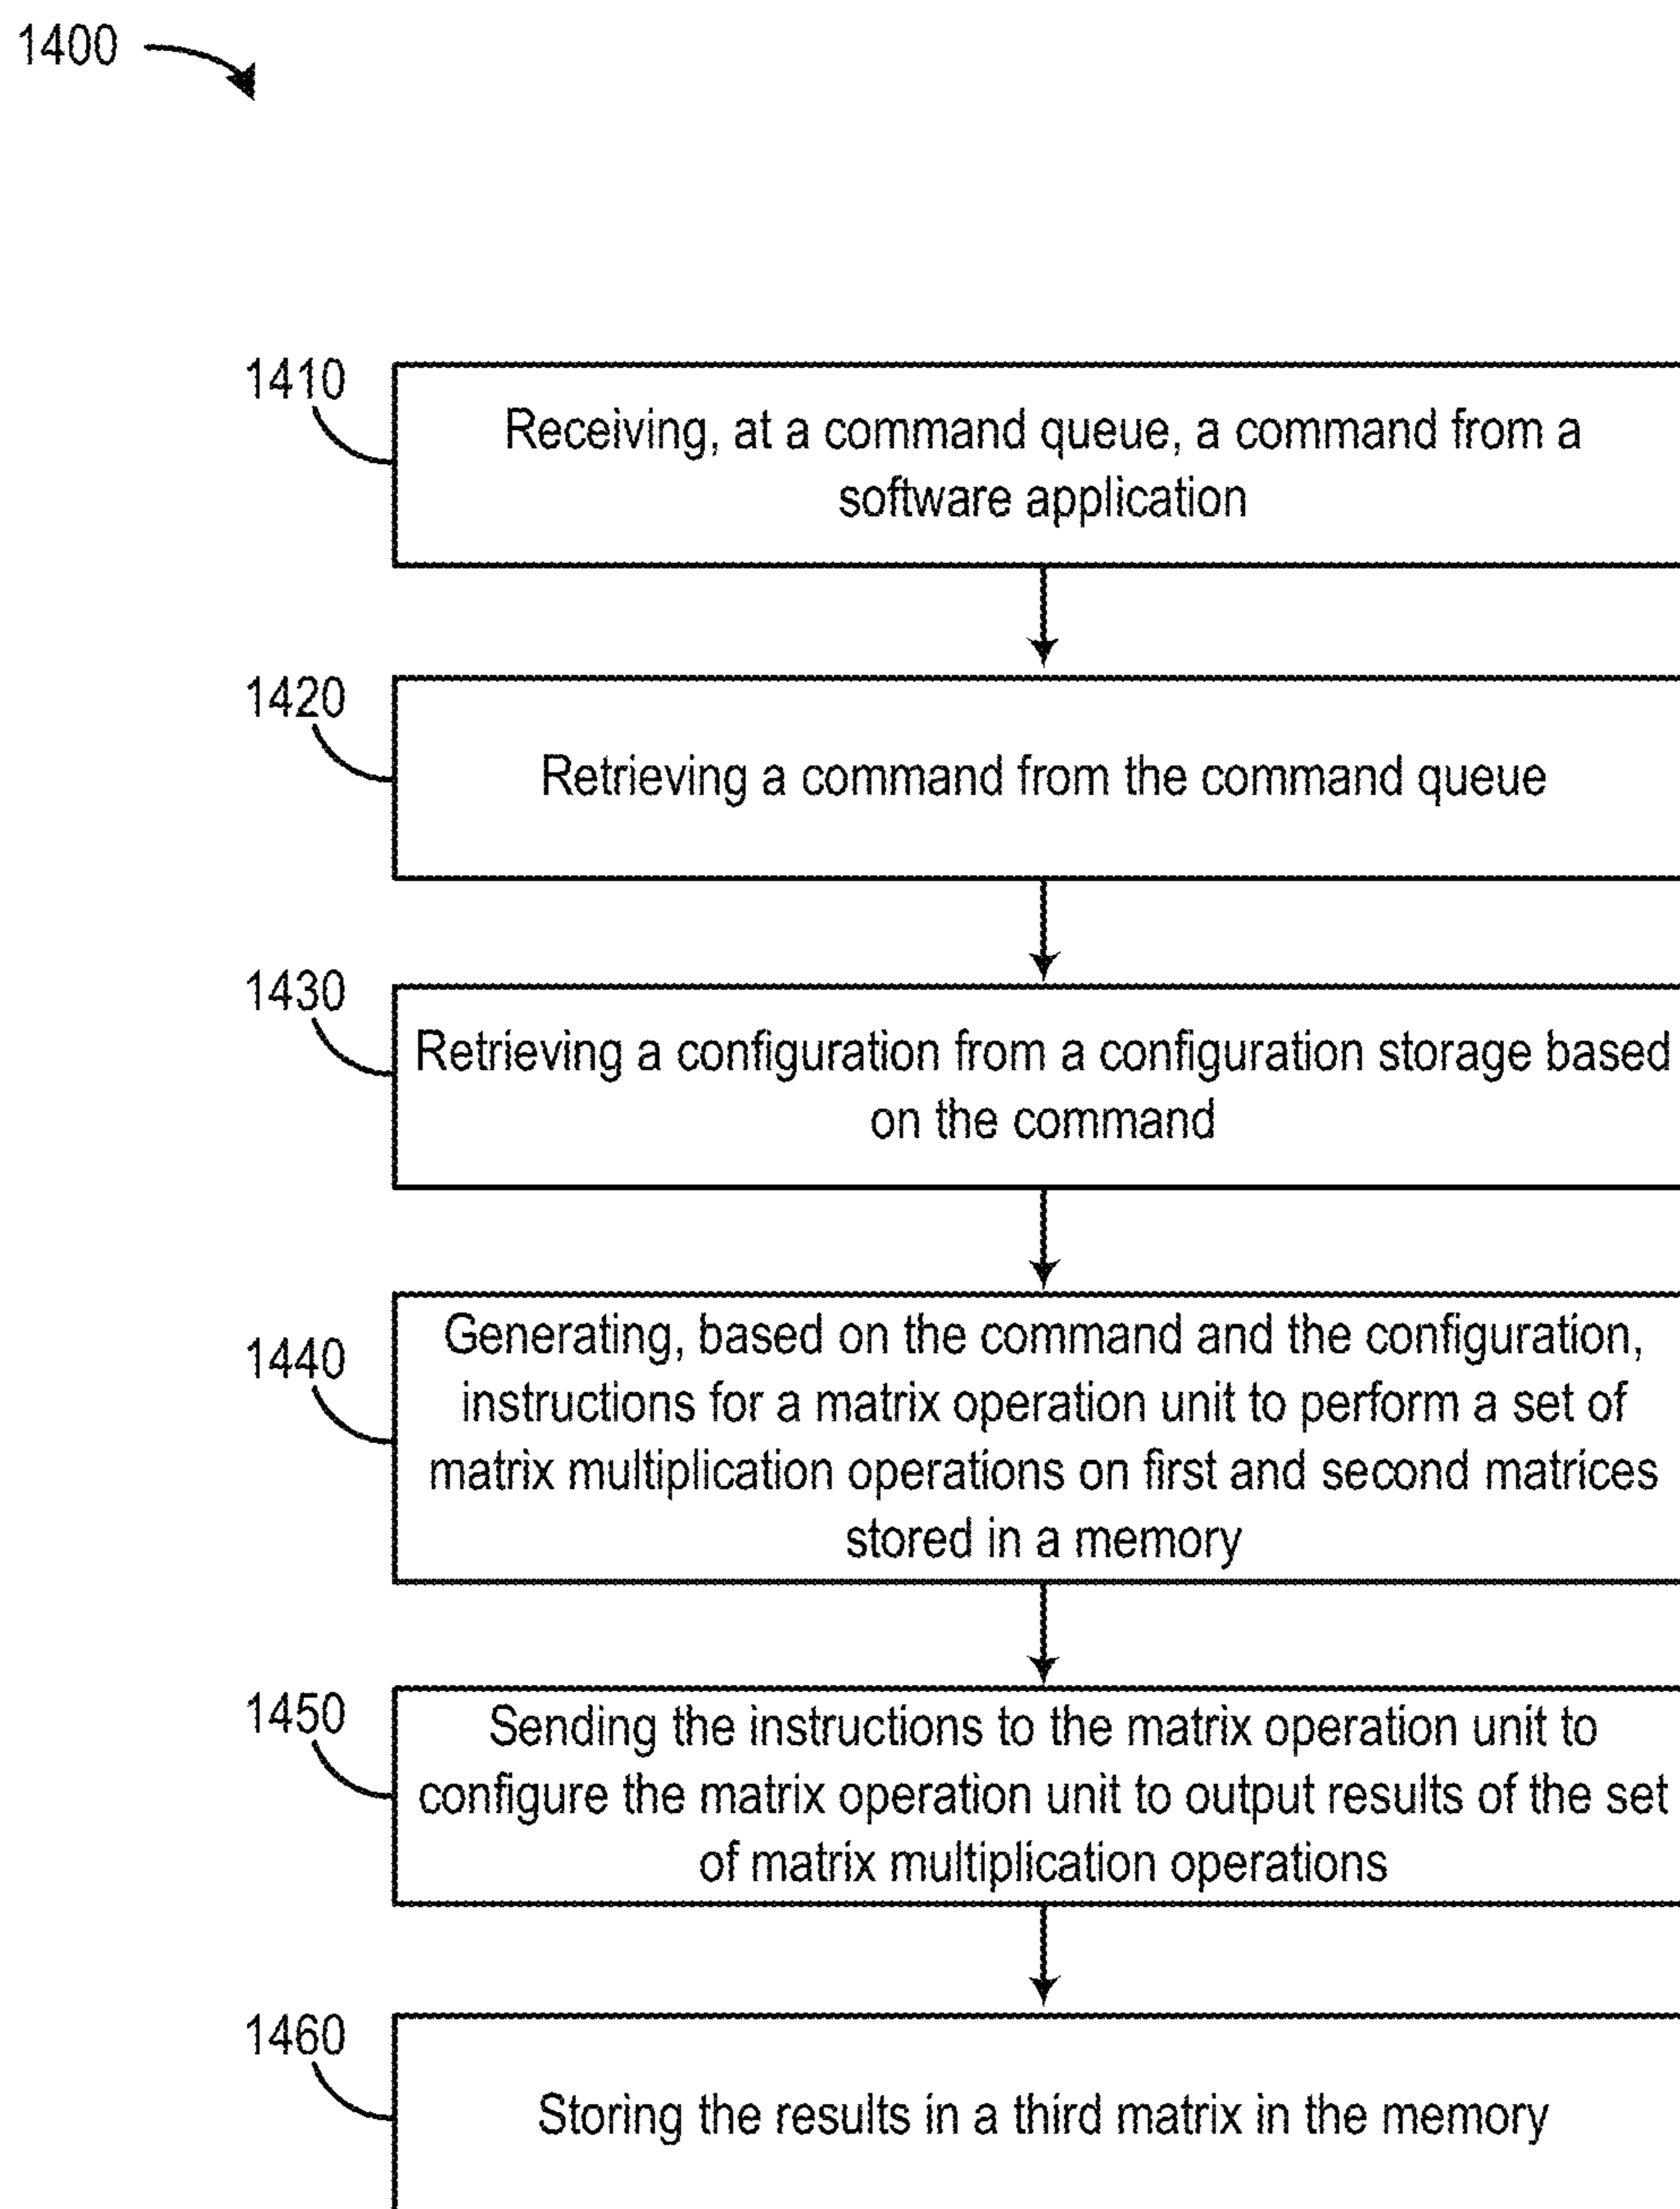 1400
1410
Receiving, at a command queue, a command from a
software application
1420
Retrieving a command from the command queue
1430
Retrieving a configuration from a configuration storage based
on the command
1440
Generating, based on the command and the configuration,
instructions for a matrix operation unit to perform a set of
matrix multiplication operations on first and second matrices
stored in a memory
1450
Sending the instructions to the matrix operation unit to
configure the matrix operation unit to output results of the set
of matrix multiplication operations
1460
Storing the results in a third matrix in the memory